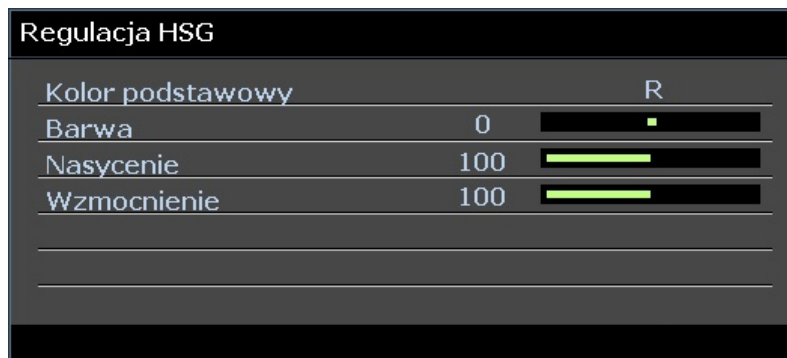 Regulacja HSG
Kolor podstawowy R
Barwa 0
Nasycenie 100
Wzmocnienie 100